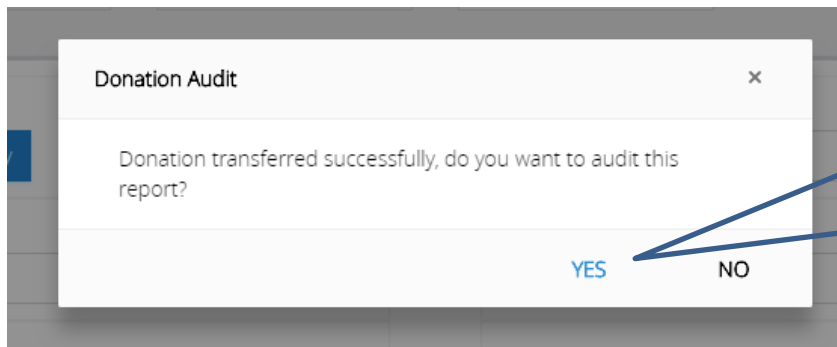 Donation Audit ×
Donation transferred successfully, do you want to audit this
report?
YES NO